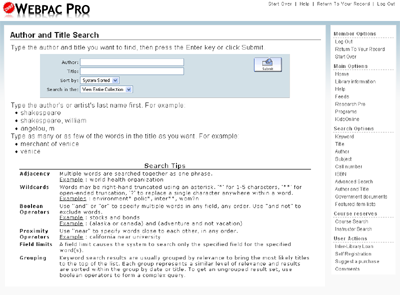 WEBPAC PRO
Start Over | Help | Return To Your Record | Log Out
Author and Title Search
Type the author and title you want to find, then press the Enter key or click Submit
Author:
Title:
Sort by: System Sorted
Search in the: View Entire Collection
Submit
Type the author's or artist's last name first. For example:
• shakespeare
• shakespeare, william
• angelou, m
Type as many or as few of the words in the title as you want. For example
• merchant of venice
• venice
Search Tips
Adjacency Multiple words are searched together as one phrase.
Example : world health organization
Wildcards Words may be right-hand truncated using an asterisk. '*' for 1-5 characters, '**' for
open-ended truncation, '?' to replace a single character anywhere within a word.
Examples : environment* polic*, inter**, wom?n
Boolean Operators Use "and" or "or" to specify multiple words in any field, any order. Use "and not" to
exclude words.
Example : stocks and bonds
Example : (alaska or canada) and (adventure and not vacation)
Proximity Operators Use "near" to specify words close to each other, in any order.
Example : california near university
Field limits A field limit causes the system to search only the specified field for the specified
word(s).
Grouping Keyword search results are usually grouped by relevance to bring the most likely titles
to the top of the list. Each group represents a similar level of relevance and results
are sorted within the group by date or title. To get an ungrouped result set, use
boolean operators to form a complex query.
Member Options
Log Out
Return To Your Record
Start Over
Main Options
Home
Library Information
Help
Feeds
Research Pro
Programs
KidsOnline
Search Options
Keyword
Title
Author
Subject
Call number
ISBN
Advanced Search
Author and Title
Government documents
Featured item lists
Course reserves
Course Search
Instructor Search
User Actions
Inter-Library Loan
Self Registration
Suggest a purchase
Comments